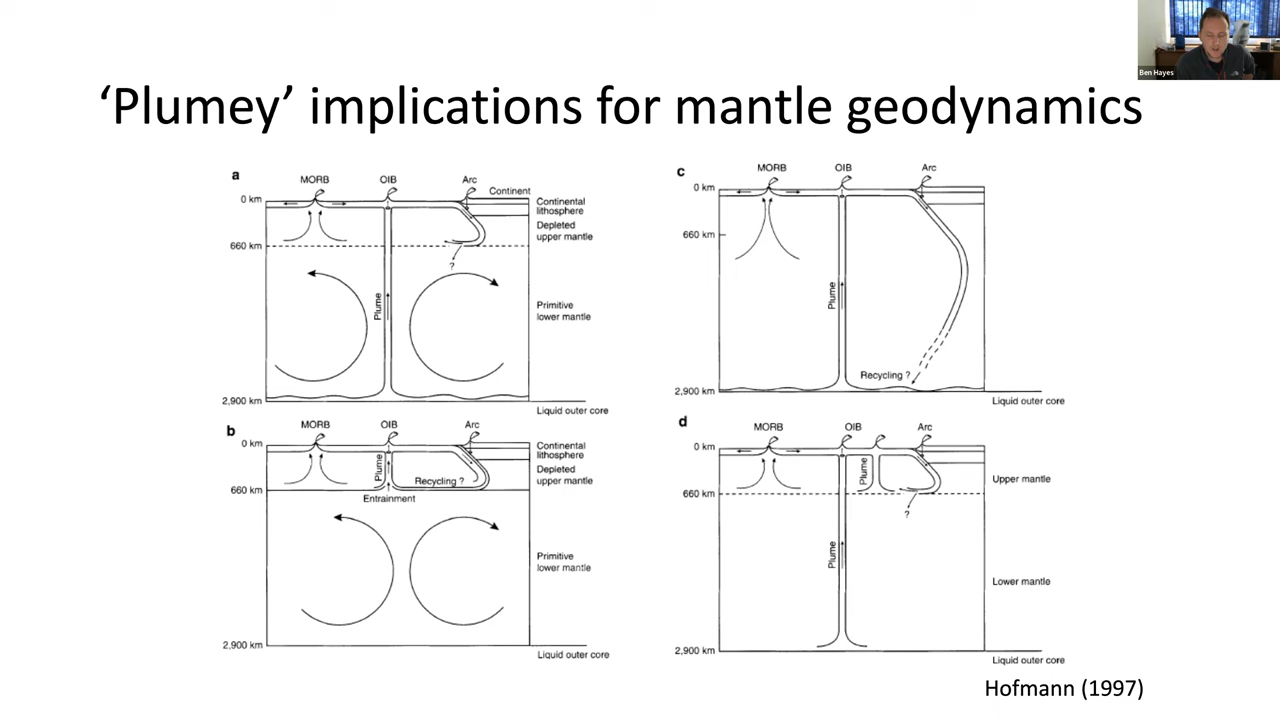 Ben Hayes
‘Plumey’ implications for mantle geodynamics
a
MORB
OIB
Arc
Continent
0 km
Continental
lithosphere
Depleted
upper mantle
660 km
?
Plume
Primitive
lower mantle
2,900 km
Liquid outer core
b
MORB
OIB
Arc
0 km
Continental
lithosphere
Plume
Depleted
upper mantle
Recycling ?
660 km
Entrainment
Primitive
lower mantle
2,900 km
Liquid outer core
c
MORB
OIB
Arc
0 km
660 km
Plume
Recycling ?
2,900 km
Liquid outer core
d
MORB
OIB
Arc
0 km
Plume
Upper mantle
660 km
?
Plume
Lower mantle
2,900 km
Liquid outer core
Hofmann (1997)